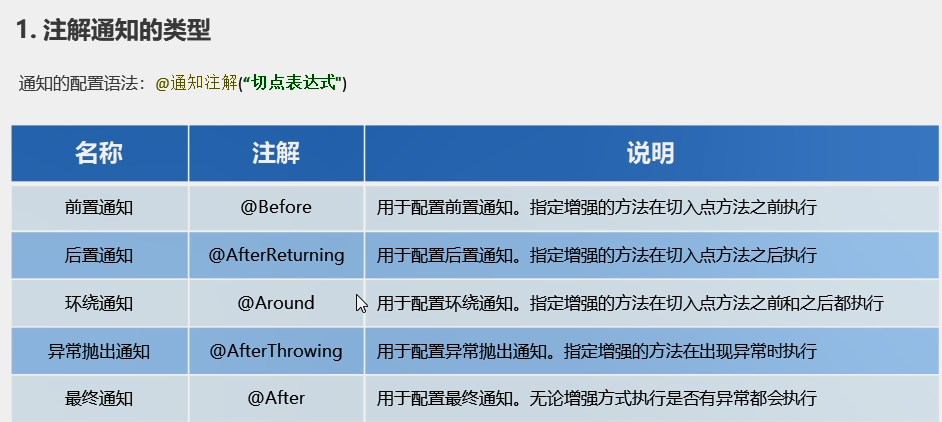 1. 注解通知的类型
通知的配置语法：@通知注解(“切点表达式")
名称 注解 说明
前置通知 @Before 用于配置前置通知。指定增强的方法在切入点方法之前执行
后置通知 @AfterReturning 用于配置后置通知。指定增强的方法在切入点方法之后执行
环绕通知 @Around 用于配置环绕通知。指定增强的方法在切入点方法之前和之后都执行
异常抛出通知 @AfterThrowing 用于配置异常抛出通知。指定增强的方法在出现异常时执行
最终通知 @After 用于配置最终通知。无论增强方式执行是否有异常都会执行